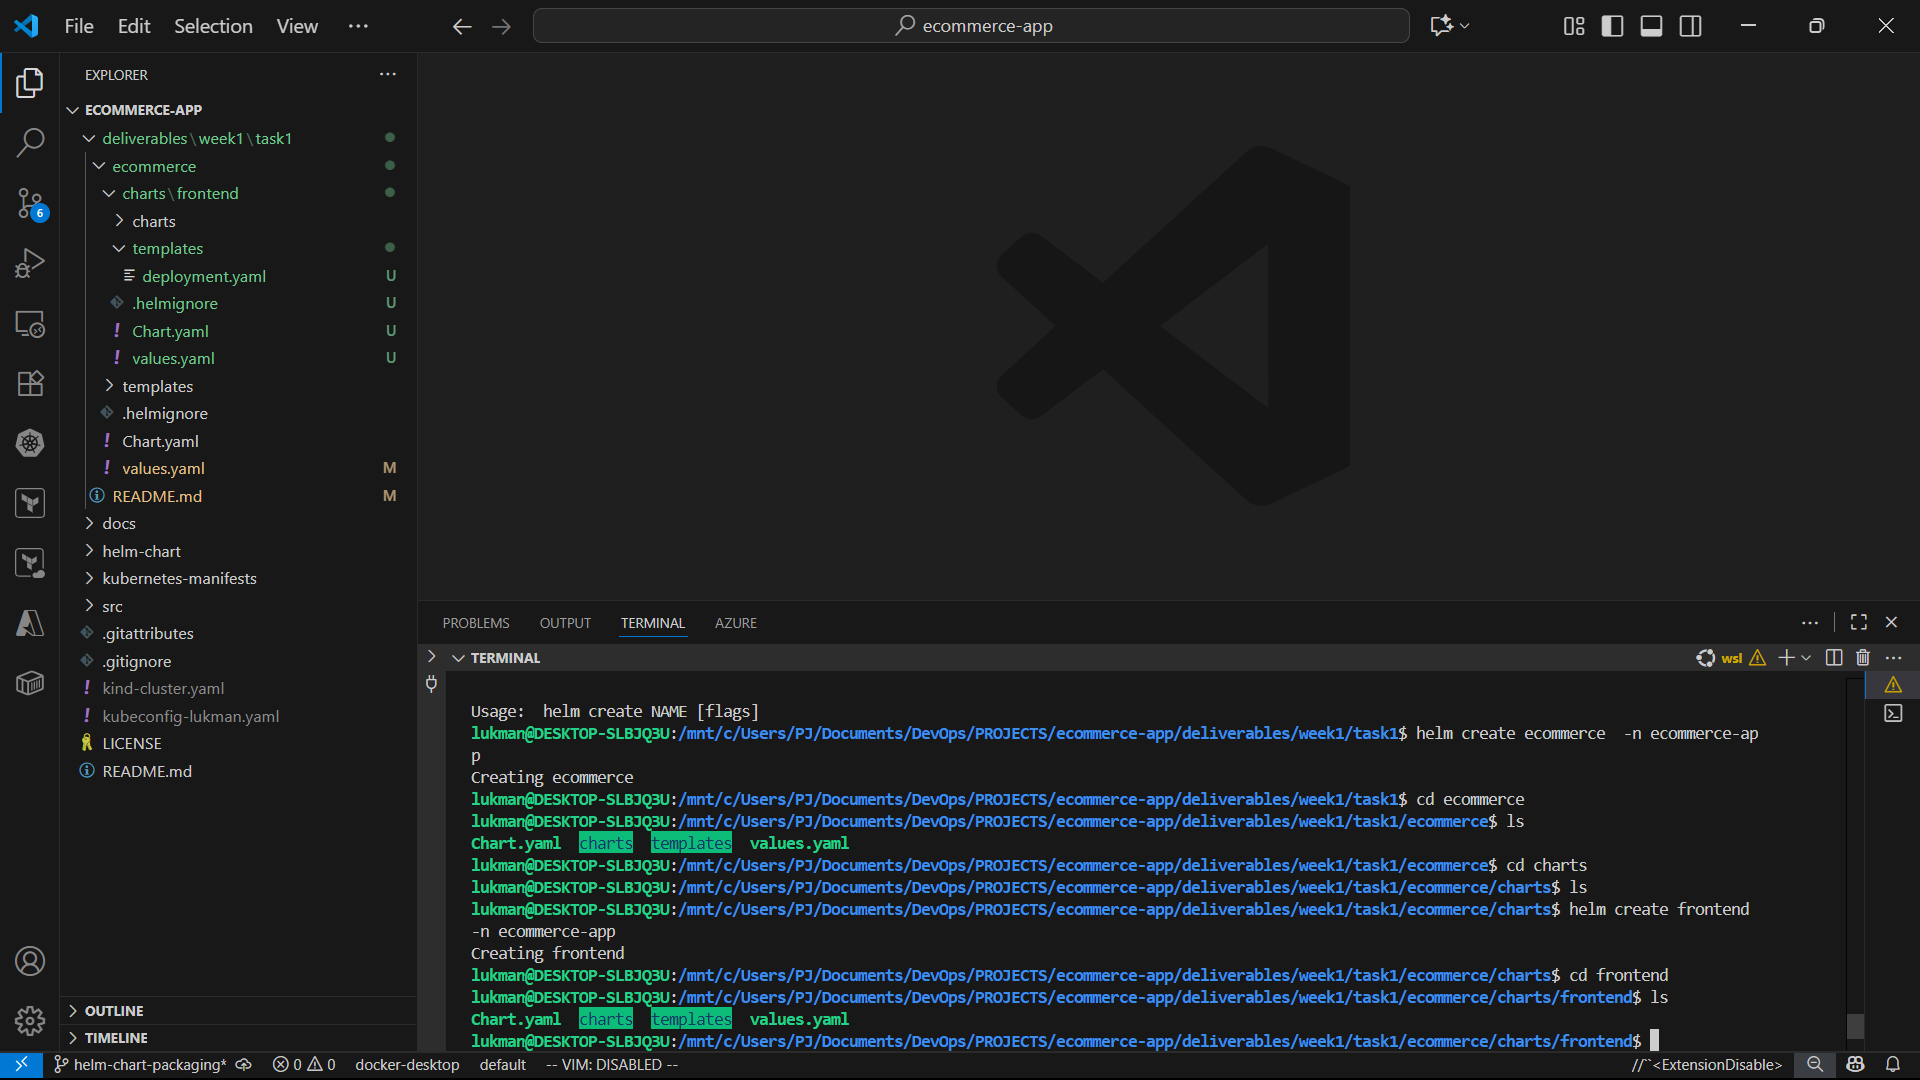 File Edit Selection View ···
ecommerce-app
EXPLORER
ECOMMERCE-APP
deliverables\week1\task1
ecommerce
charts\frontend
charts
templates
deployment.yaml U
.helmignore U
Chart.yaml U
values.yaml U
templates
.helmignore
Chart.yaml
values.yaml M
README.md M
docs
helm-chart
kubernetes-manifests
src
.gitattributes
.gitignore
kind-cluster.yaml
kubeconfig-lukman.yaml
LICENSE
README.md
OUTLINE
TIMELINE
6
PROBLEMS OUTPUT TERMINAL AZURE
TERMINAL
wsl
Usage:  helm create NAME [flags]
lukman@DESKTOP-SLBJQ3U:/mnt/c/Users/PJ/Documents/DevOps/PROJECTS/ecommerce-app/deliverables/week1/task1$ helm create ecommerce  -n ecommerce-ap
p
Creating ecommerce
lukman@DESKTOP-SLBJQ3U:/mnt/c/Users/PJ/Documents/DevOps/PROJECTS/ecommerce-app/deliverables/week1/task1$ cd ecommerce
lukman@DESKTOP-SLBJQ3U:/mnt/c/Users/PJ/Documents/DevOps/PROJECTS/ecommerce-app/deliverables/week1/task1/ecommerce$ ls
Chart.yaml  charts  templates  values.yaml
lukman@DESKTOP-SLBJQ3U:/mnt/c/Users/PJ/Documents/DevOps/PROJECTS/ecommerce-app/deliverables/week1/task1/ecommerce$ cd charts
lukman@DESKTOP-SLBJQ3U:/mnt/c/Users/PJ/Documents/DevOps/PROJECTS/ecommerce-app/deliverables/week1/task1/ecommerce/charts$ ls
lukman@DESKTOP-SLBJQ3U:/mnt/c/Users/PJ/Documents/DevOps/PROJECTS/ecommerce-app/deliverables/week1/task1/ecommerce/charts$ helm create frontend
-n ecommerce-app
Creating frontend
lukman@DESKTOP-SLBJQ3U:/mnt/c/Users/PJ/Documents/DevOps/PROJECTS/ecommerce-app/deliverables/week1/task1/ecommerce/charts$ cd frontend
lukman@DESKTOP-SLBJQ3U:/mnt/c/Users/PJ/Documents/DevOps/PROJECTS/ecommerce-app/deliverables/week1/task1/ecommerce/charts/frontend$ ls
Chart.yaml  charts  templates  values.yaml
lukman@DESKTOP-SLBJQ3U:/mnt/c/Users/PJ/Documents/DevOps/PROJECTS/ecommerce-app/deliverables/week1/task1/ecommerce/charts/frontend$
helm-chart-packaging* 0 0 docker-desktop default -- VIM: DISABLED -- //``<ExtensionDisable>